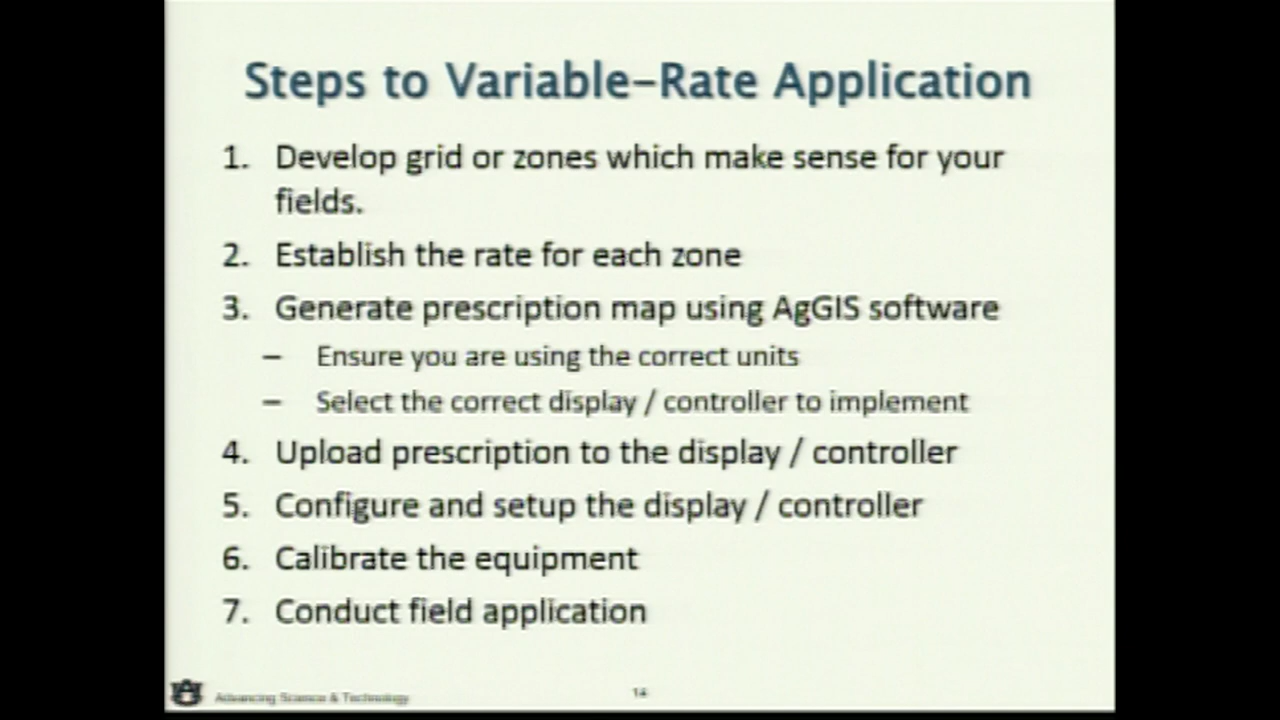 Steps to Variable-Rate Application
1. Develop grid or zones which make sense for your
fields.
2. Establish the rate for each zone
3. Generate prescription map using AgGIS software
– Ensure you are using the correct units
– Select the correct display / controller to implement
4. Upload prescription to the display / controller
5. Configure and setup the display / controller
6. Calibrate the equipment
7. Conduct field application
Advancing Science & Technology
14